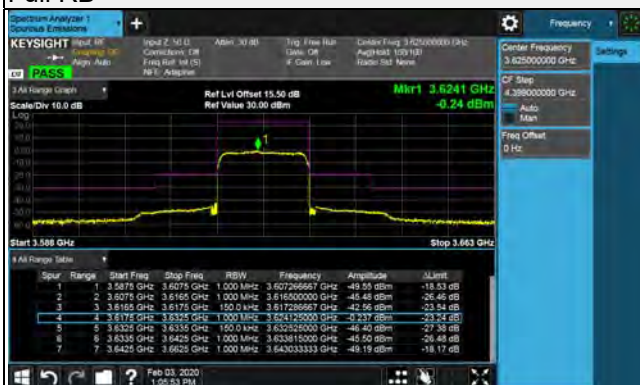 Full RB
Spectrum Analyzer 1
Spurious Emissions
Frequency
KEYSIGHT Input: RF
Coupling: DC
Align: Auto
Input Z: 50 Ω
Corrections: Off
Freq Ref: Int (S)
NFE: Adaptive
Atten: 30 dB
Trig: Free Run
Gate: Off
IF Gain: Low
Center Freq: 3.625000000 GHz
Avg|Hold: 100/100
Radio Std: None
PASS
Center Frequency
3.625000000 GHz
Settings
CF Step
4.398000000 GHz
Auto
Man
Freq Offset
0 Hz
3 All Range Graph
Scale/Div 10.0 dB
Ref Lvl Offset 15.50 dB
Ref Value 30.00 dBm
Mkr1 3.6241 GHz
-0.24 dBm
Log
1
Start 3.588 GHz
Stop 3.663 GHz
All Range Table
Spur Range Start Freq Stop Freq RBW Frequency Amplitude ΔLimit
1 1 3.5875 GHz 3.6075 GHz 1.000 MHz 3.607266667 GHz -49.55 dBm -18.53 dB
2 2 3.6075 GHz 3.6165 GHz 1.000 MHz 3.616500000 GHz -45.48 dBm -26.46 dB
3 3 3.6165 GHz 3.6175 GHz 150.0 kHz 3.617286667 GHz -42.56 dBm -23.54 dB
4 4 3.6175 GHz 3.6325 GHz 1.000 MHz 3.624125000 GHz -0.237 dBm -23.24 dB
5 5 3.6325 GHz 3.6335 GHz 150.0 kHz 3.632525000 GHz -46.40 dBm -27.38 dB
6 6 3.6335 GHz 3.6425 GHz 1.000 MHz 3.633815000 GHz -45.50 dBm -26.48 dB
7 7 3.6425 GHz 3.6625 GHz 1.000 MHz 3.643033333 GHz -49.19 dBm -18.17 dB
Feb 03, 2020
1:05:53 PM